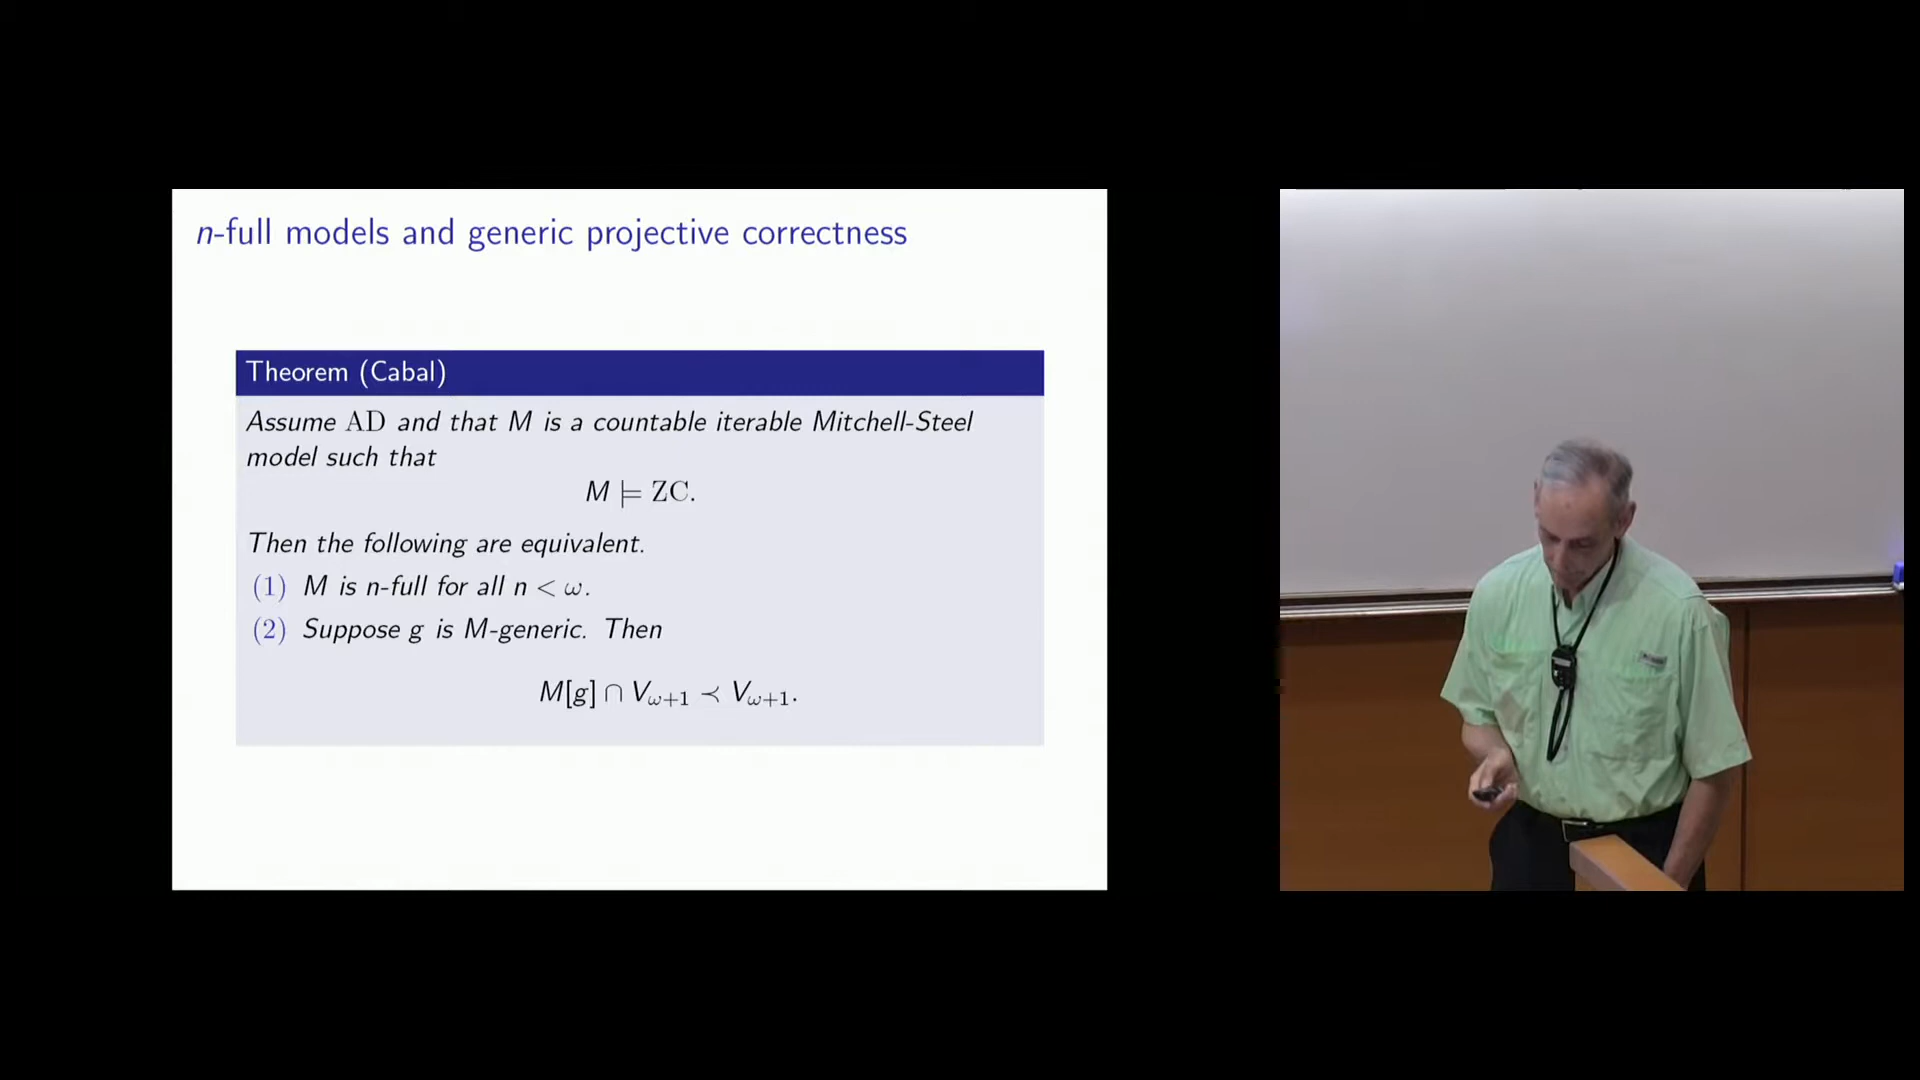 n-full models and generic projective correctness
Theorem (Cabal)
Assume AD and that M is a countable iterable Mitchell-Steel
model such that
M ⊨ ZC.
Then the following are equivalent.
(1) M is n-full for all n < ω.
(2) Suppose g is M-generic. Then
M[g] ∩ V_{ω+1} ≺ V_{ω+1}.